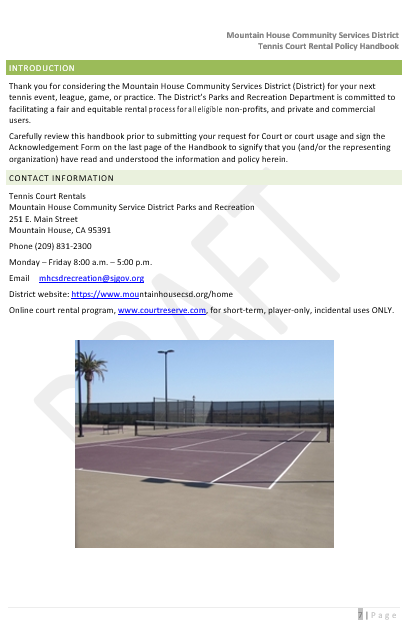 Mountain House Community Services District
Tennis Court Rental Policy Handbook
INTRODUCTION
Thank you for considering the Mountain House Community Services District (District) for your next
tennis event, league, game, or practice. The District's Parks and Recreation Department is committed to
facilitating a fair and equitable rental process for all eligible non-profits, and private and commercial
users.
Carefully review this handbook prior to submitting your request for Court or court usage and sign the
Acknowledgement Form on the last page of the Handbook to signify that you (and/or the representing
organization) have read and understood the information and policy herein.
CONTACT INFORMATION
Tennis Court Rentals
Mountain House Community Service District Parks and Recreation
251 E. Main Street
Mountain House, CA 95391
Phone (209) 831-2300
Monday – Friday 8:00 a.m. – 5:00 p.m.
Email mhcsdrecreation@sjgov.org
District website: https://www.mountainhousecsd.org/home
Online court rental program, www.courtreserve.com, for short-term, player-only, incidental uses ONLY.
DRAFT
7 | Page